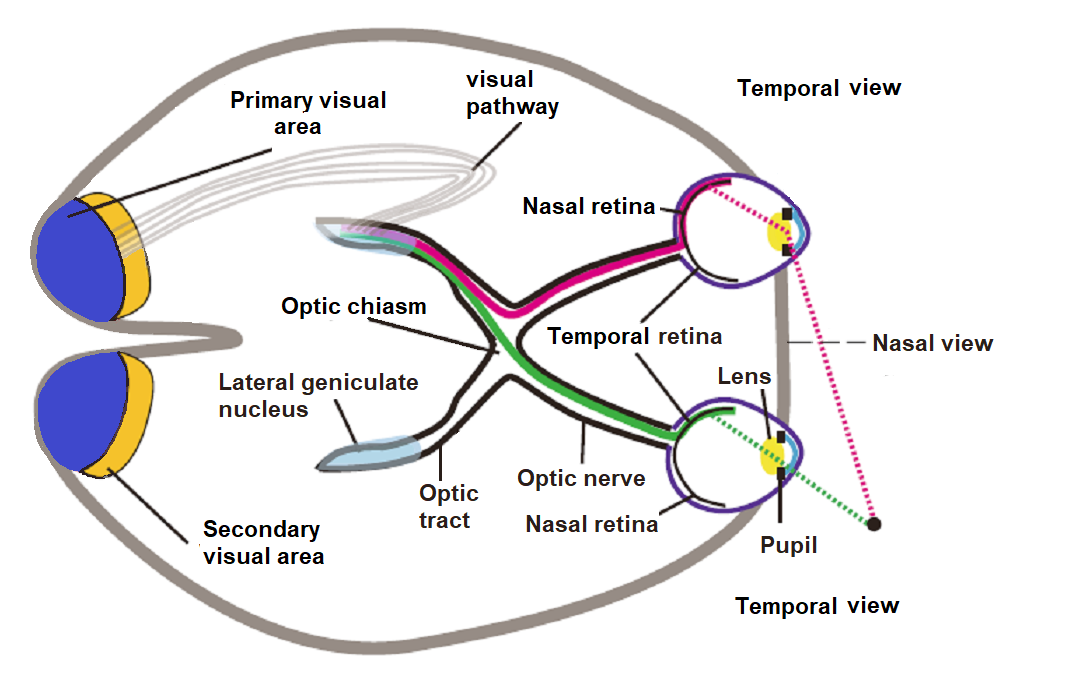 Primary visual
area
visual
pathway
Temporal view
Nasal retina
Optic chiasm
Temporal retina
Nasal view
Lateral geniculate
nucleus
Lens
Optic
tract
Optic nerve
Nasal retina
Secondary
visual area
Pupil
Temporal view